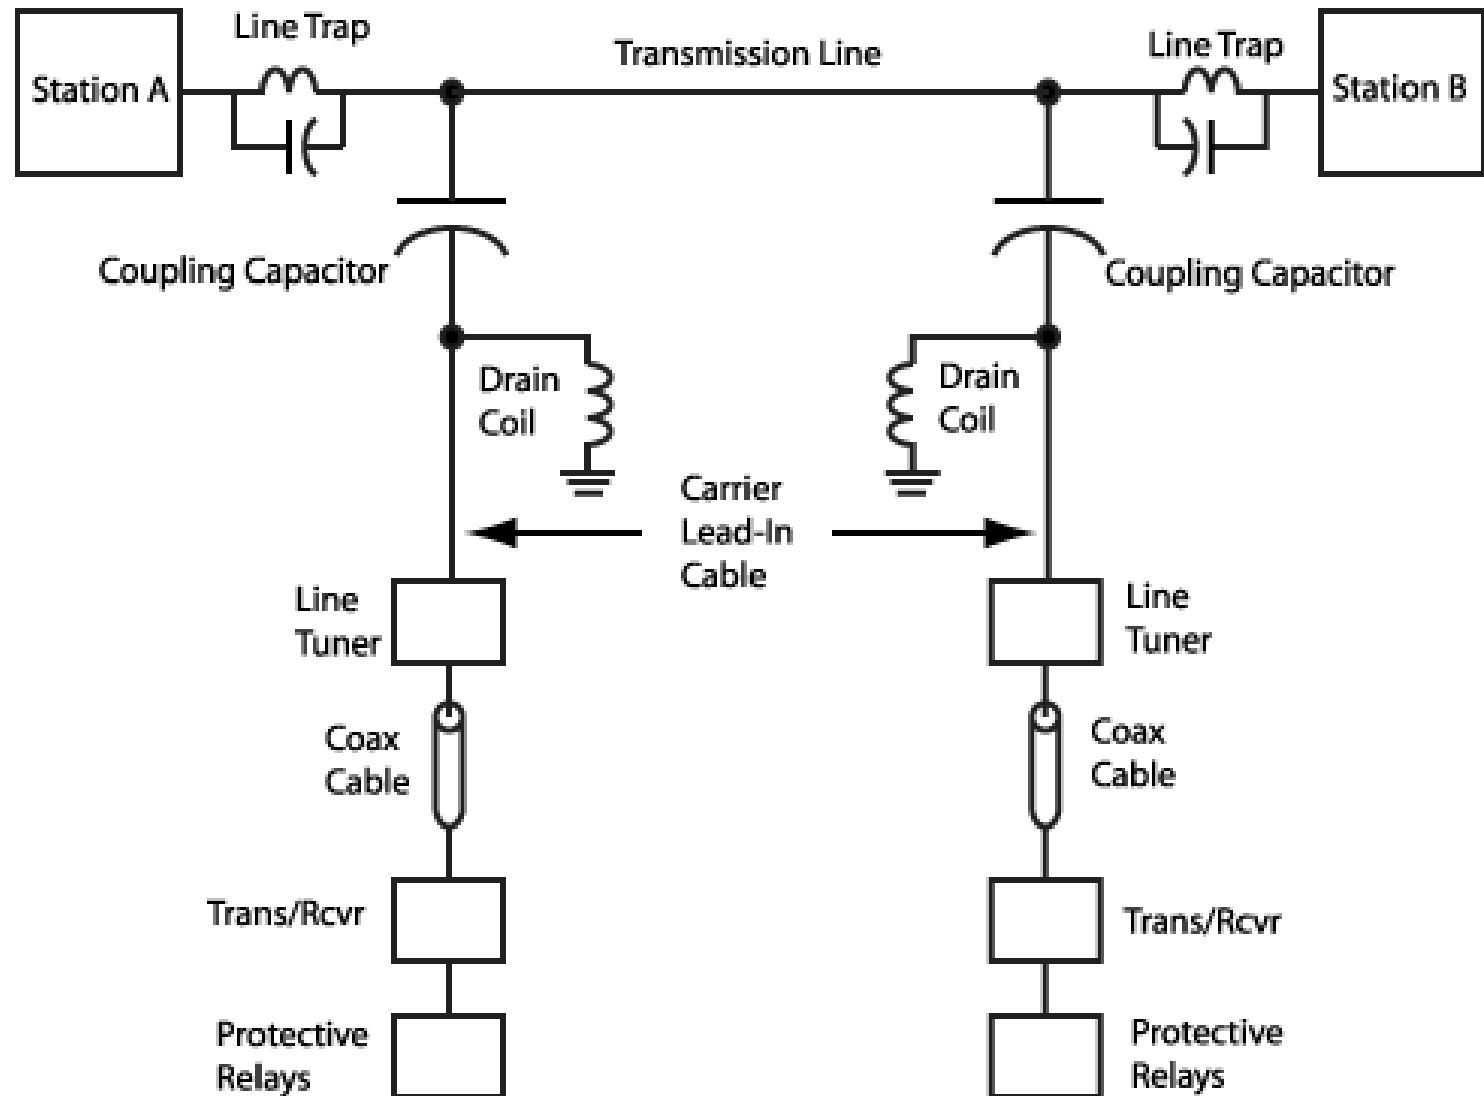 Line Trap
Transmission Line
Line Trap
Station A
Station B
Coupling Capacitor
Coupling Capacitor
Drain
Coil
Drain
Coil
Carrier
Lead-In
Cable
Line
Tuner
Line
Tuner
Coax
Cable
Coax
Cable
Trans/Rcvr
Trans/Rcvr
Protective
Relays
Protective
Relays